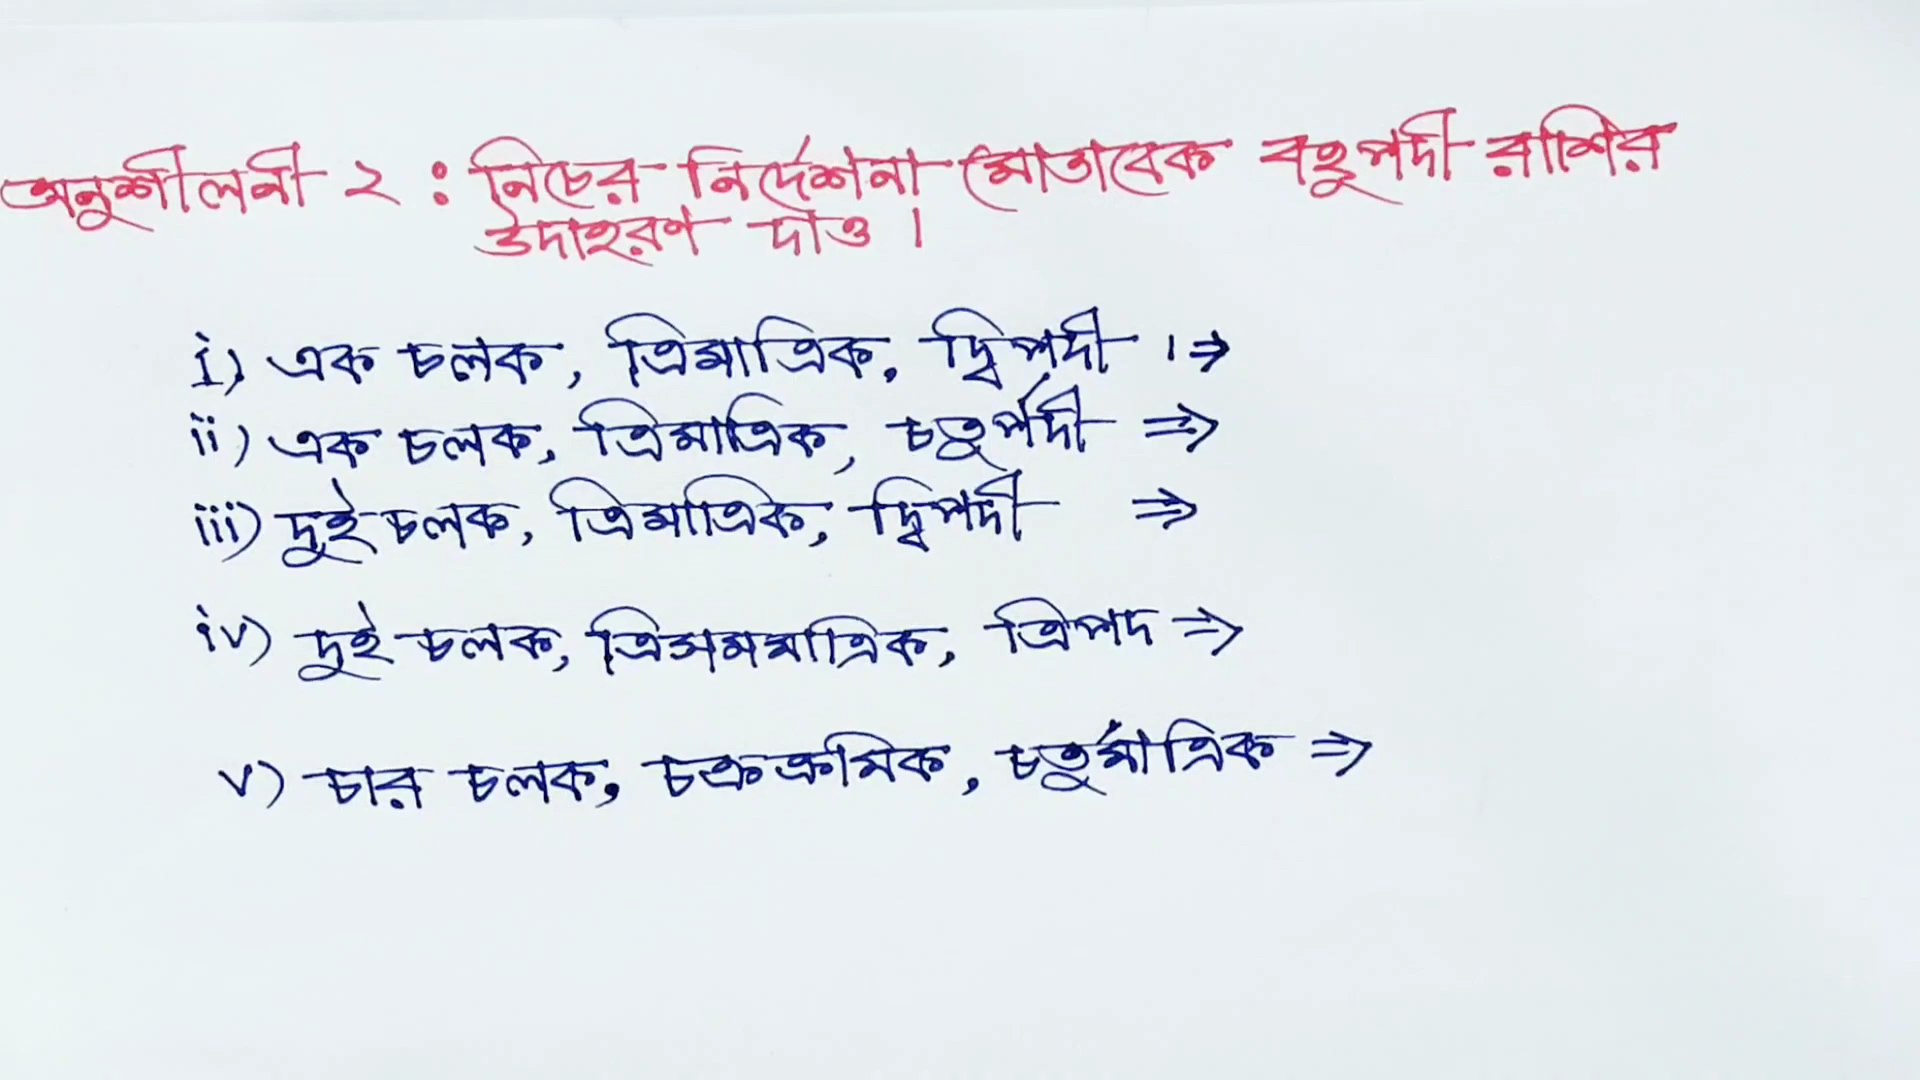 অনুশীলনী ২ : নিচের নির্দেশনা মোতাবেক বহুপদী রাশির
উদাহরণ দাও ।
i) এক চলক, ত্রিমাত্রিক, দ্বিপদী । ⇒
ii) এক চলক, ত্রিমাত্রিক, চতুর্পদী ⇒
iii) দুই চলক, ত্রিমাত্রিক, দ্বিপদী ⇒
iv) দুই চলক, ত্রিসমমাত্রিক, ত্রিপদ ⇒
v) চার চলক, চক্রক্রমিক, চতুর্মাত্রিক ⇒